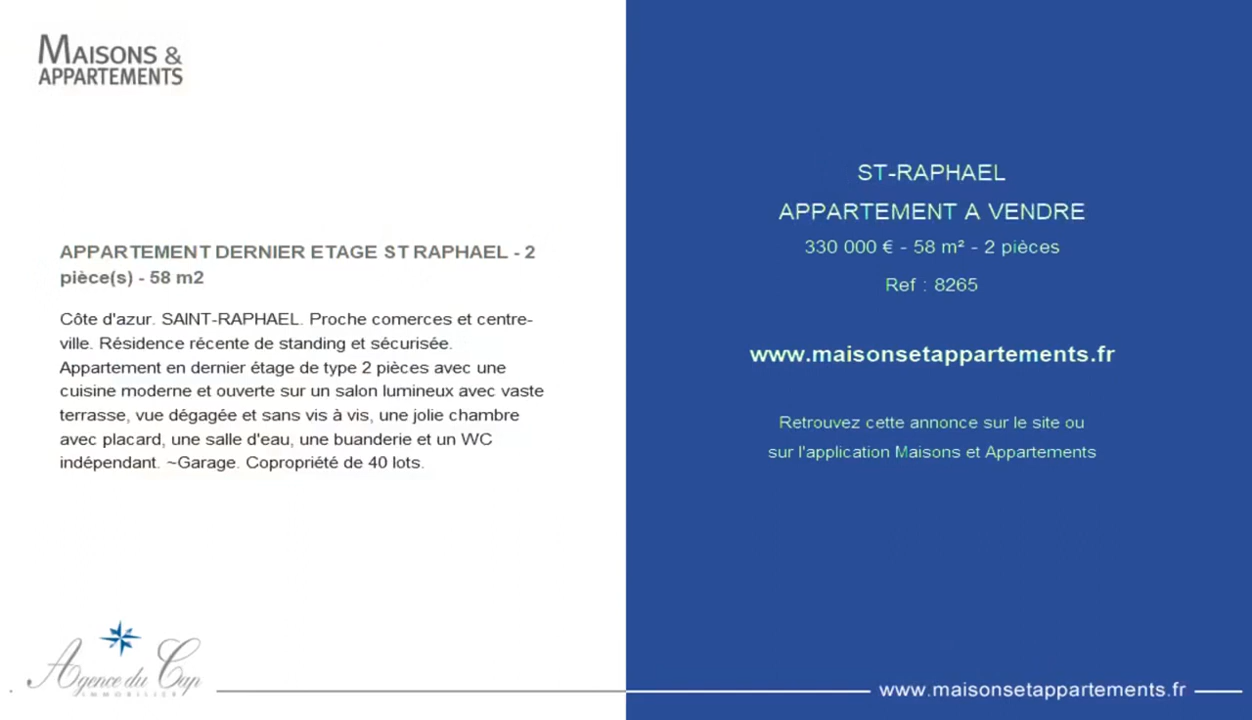 MAISONS &
APPARTEMENTS
APPARTEMENT DERNIER ETAGE ST RAPHAEL - 2
pièce(s) - 58 m2
Côte d'azur. SAINT-RAPHAEL. Proche comerces et centre-
ville. Résidence récente de standing et sécurisée.
Appartement en dernier étage de type 2 pièces avec une
cuisine moderne et ouverte sur un salon lumineux avec vaste
terrasse, vue dégagée et sans vis à vis, une jolie chambre
avec placard, une salle d'eau, une buanderie et un WC
indépendant. ~Garage. Copropriété de 40 lots.
Agence du Cap
IMMOBILIER
ST-RAPHAEL
APPARTEMENT A VENDRE
330 000 € - 58 m² - 2 pièces
Ref : 8265
www.maisonsetappartements.fr
Retrouvez cette annonce sur le site ou
sur l'application Maisons et Appartements
www.maisonsetappartements.fr